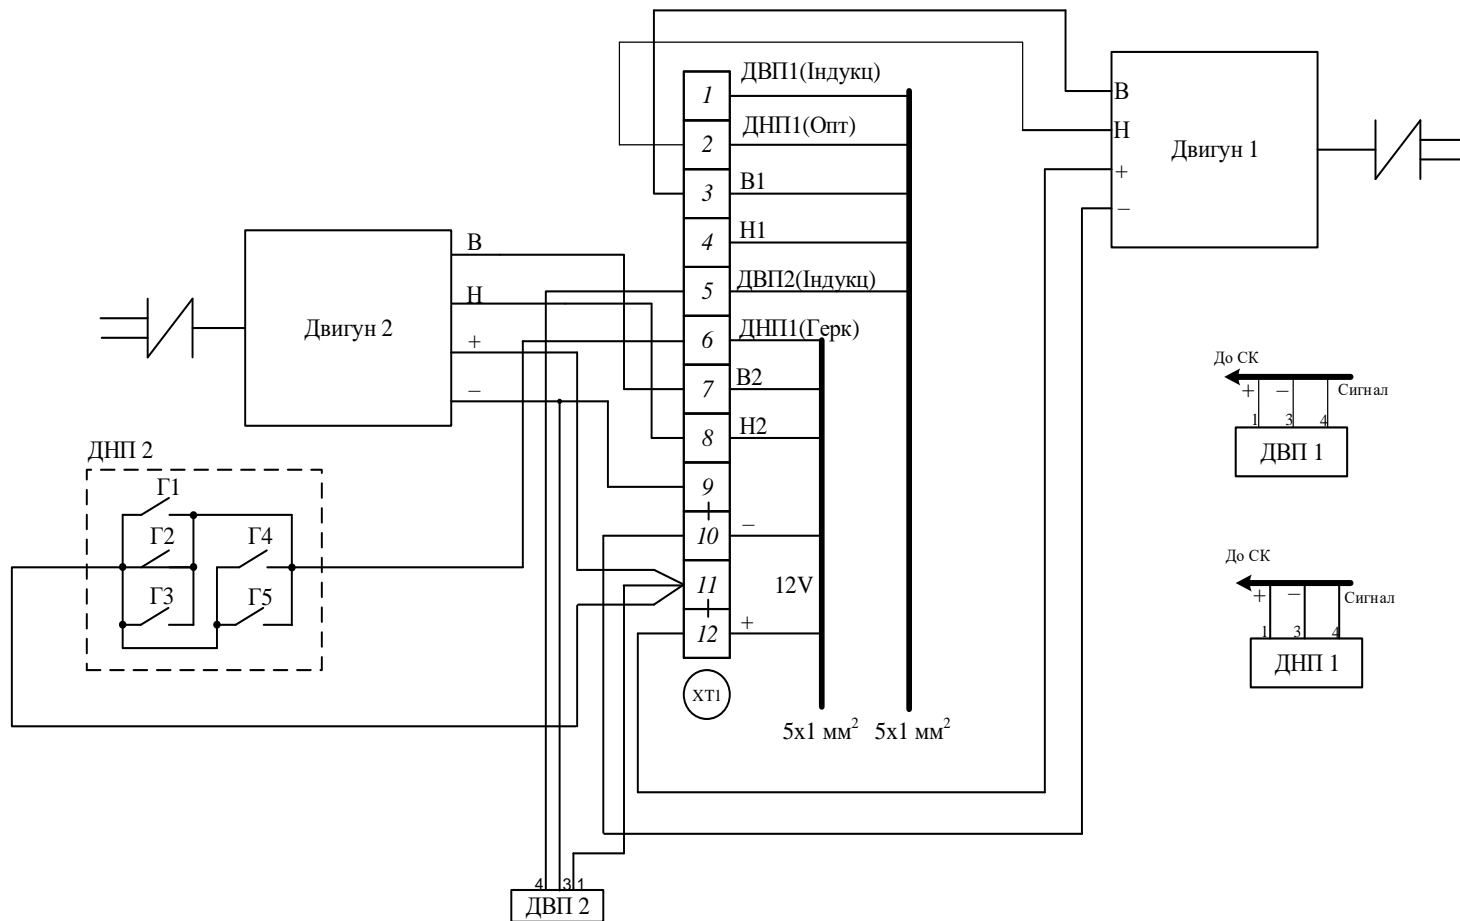 ДВП1(Індукц)
1
ДНП1(Опт)
2
В1
3
Н1
4
ДВП2(Індукц)
5
ДНП1(Герк)
6
В2
7
Н2
8
9
−
10
11
12V
+
12
ХТ1
5x1 мм²
5x1 мм²
В
Н
+
−
Двигун 1
Двигун 2
В
Н
+
−
ДНП 2
Г1
Г2
Г4
Г3
Г5
До СК
+
−
Сигнал
1
3
4
ДВП 1
До СК
+
−
Сигнал
1
3
4
ДНП 1
4
3
1
ДВП 2